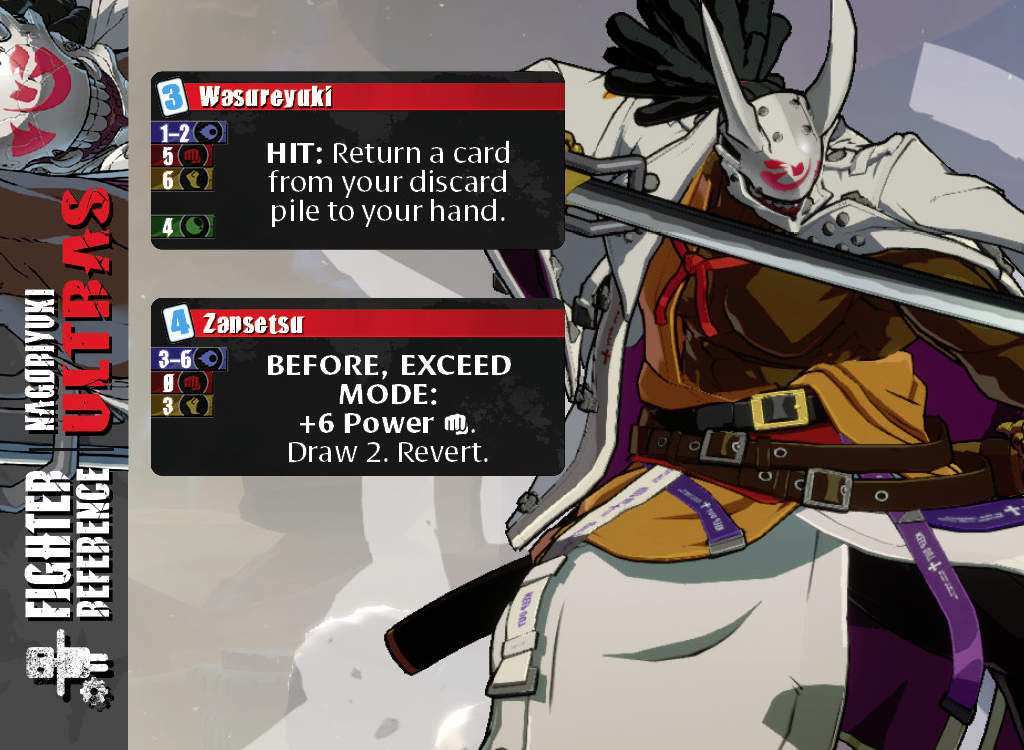 NAGORIYUKI
ULTRAS
FIGHTER
REFERENCE
3 Wasureyuki
1–2
5
6
4
HIT: Return a card
from your discard
pile to your hand.
4 Zansetsu
3–6
0
3
BEFORE, EXCEED
MODE:
+6 Power .
Draw 2. Revert.